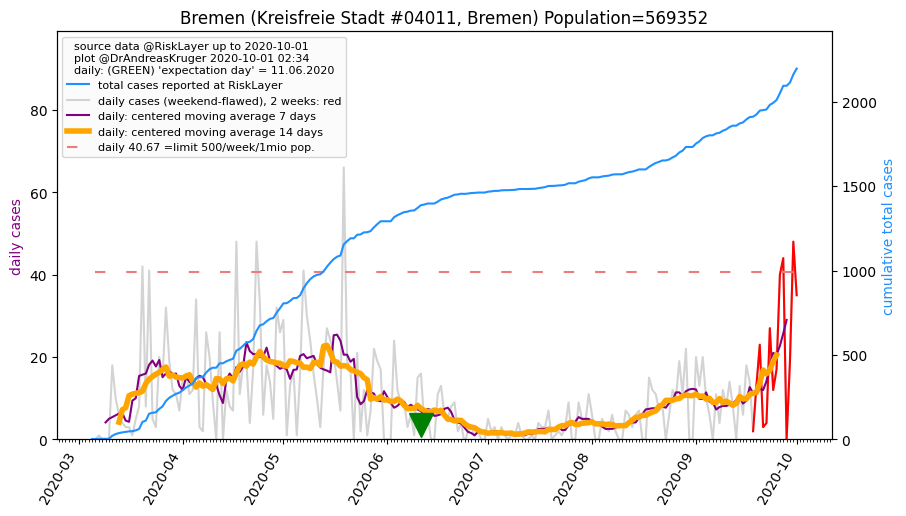 Bremen (Kreisfreie Stadt #04011, Bremen) Population=569352
source data @RiskLayer up to 2020-10-01
plot @DrAndreasKruger 2020-10-01 02:34
daily: (GREEN) 'expectation day' = 11.06.2020
total cases reported at RiskLayer
daily cases (weekend-flawed), 2 weeks: red
daily: centered moving average 7 days
daily: centered moving average 14 days
daily 40.67 =limit 500/week/1mio pop.
daily cases
80
60
40
20
0
cumulative total cases
2000
1500
1000
500
0
2020-03
2020-04
2020-05
2020-06
2020-07
2020-08
2020-09
2020-10